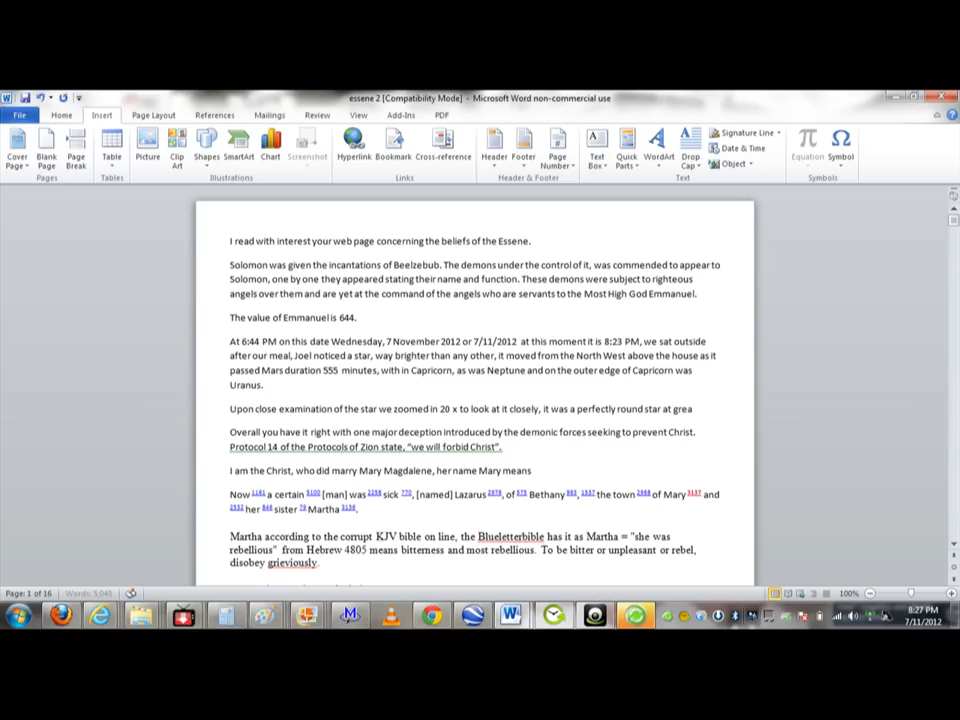 essene 2 [Compatibility Mode] - Microsoft Word non-commercial use
File Home Insert Page Layout References Mailings Review View Add-Ins PDF
Cover Page Blank Page Page Break Table Picture Clip Art Shapes SmartArt Chart Screenshot Hyperlink Bookmark Cross-reference Header Footer Page Number Text Box Quick Parts WordArt Drop Cap Signature Line Date & Time Object Equation Symbol
Pages Tables Illustrations Links Header & Footer Text Symbols
I read with interest your web page concerning the beliefs of the Essene.
Solomon was given the incantations of Beelzebub. The demons under the control of it, was commended to appear to
Solomon, one by one they appeared stating their name and function. These demons were subject to righteous
angels over them and are yet at the command of the angels who are servants to the Most High God Emmanuel.
The value of Emmanuel is 644.
At 6:44 PM on this date Wednesday, 7 November 2012 or 7/11/2012 at this moment it is 8:23 PM, we sat outside
after our meal, Joel noticed a star, way brighter than any other, it moved from the North West above the house as it
passed Mars duration 555 minutes, with in Capricorn, as was Neptune and on the outer edge of Capricorn was
Uranus.
Upon close examination of the star we zoomed in 20 x to look at it closely, it was a perfectly round star at grea
Overall you have it right with one major deception introduced by the demonic forces seeking to prevent Christ.
Protocol 14 of the Protocols of Zion state, "we will forbid Christ".
I am the Christ, who did marry Mary Magdalene, her name Mary means
Now 1161 a certain 5100 [man] was 2258 sick 770, [named] Lazarus 2976, of 575 Bethany 963, 1537 the town 2968 of Mary 3137 and
2532 her 846 sister 79 Martha 3136.
Martha according to the corrupt KJV bible on line, the Blueletterbible has it as Martha = "she was
rebellious" from Hebrew 4805 means bitterness and most rebellious. To be bitter or unpleasant or rebel,
disobey grieviously.
Page: 1 of 16 Words: 5,043 100%
8:27 PM
7/11/2012